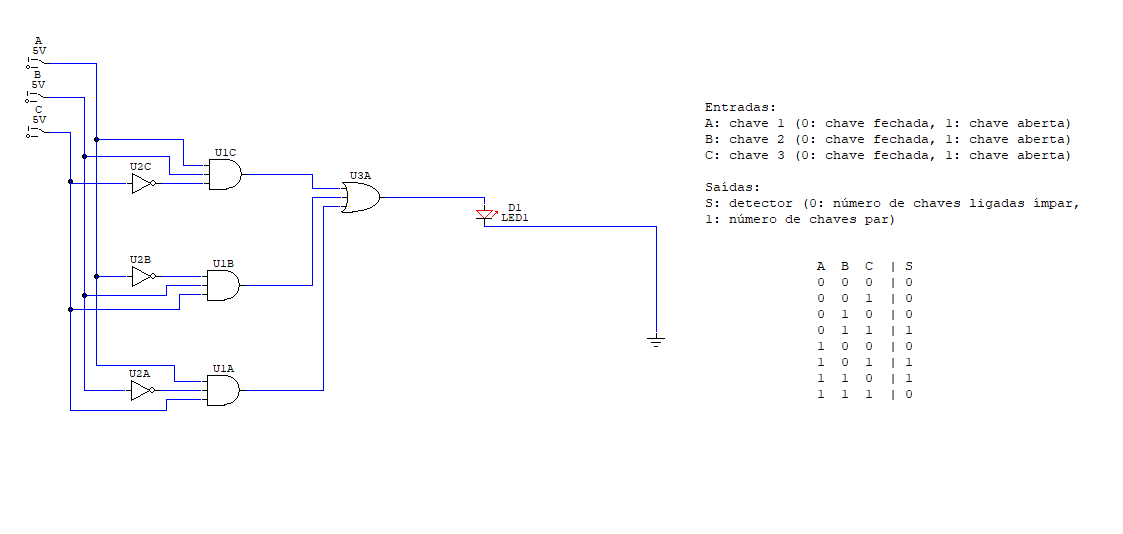 A
5V
B
5V
C
5V
U2C
U1C
U3A
D1
LED1
U2B
U1B
U2A
U1A
Entradas:
A: chave 1 (0: chave fechada, 1: chave aberta)
B: chave 2 (0: chave fechada, 1: chave aberta)
C: chave 3 (0: chave fechada, 1: chave aberta)
Saídas:
S: detector (0: número de chaves ligadas ímpar,
1: número de chaves par)
A B C | S
0 0 0 | 0
0 0 1 | 0
0 1 0 | 0
0 1 1 | 1
1 0 0 | 0
1 0 1 | 1
1 1 0 | 1
1 1 1 | 0